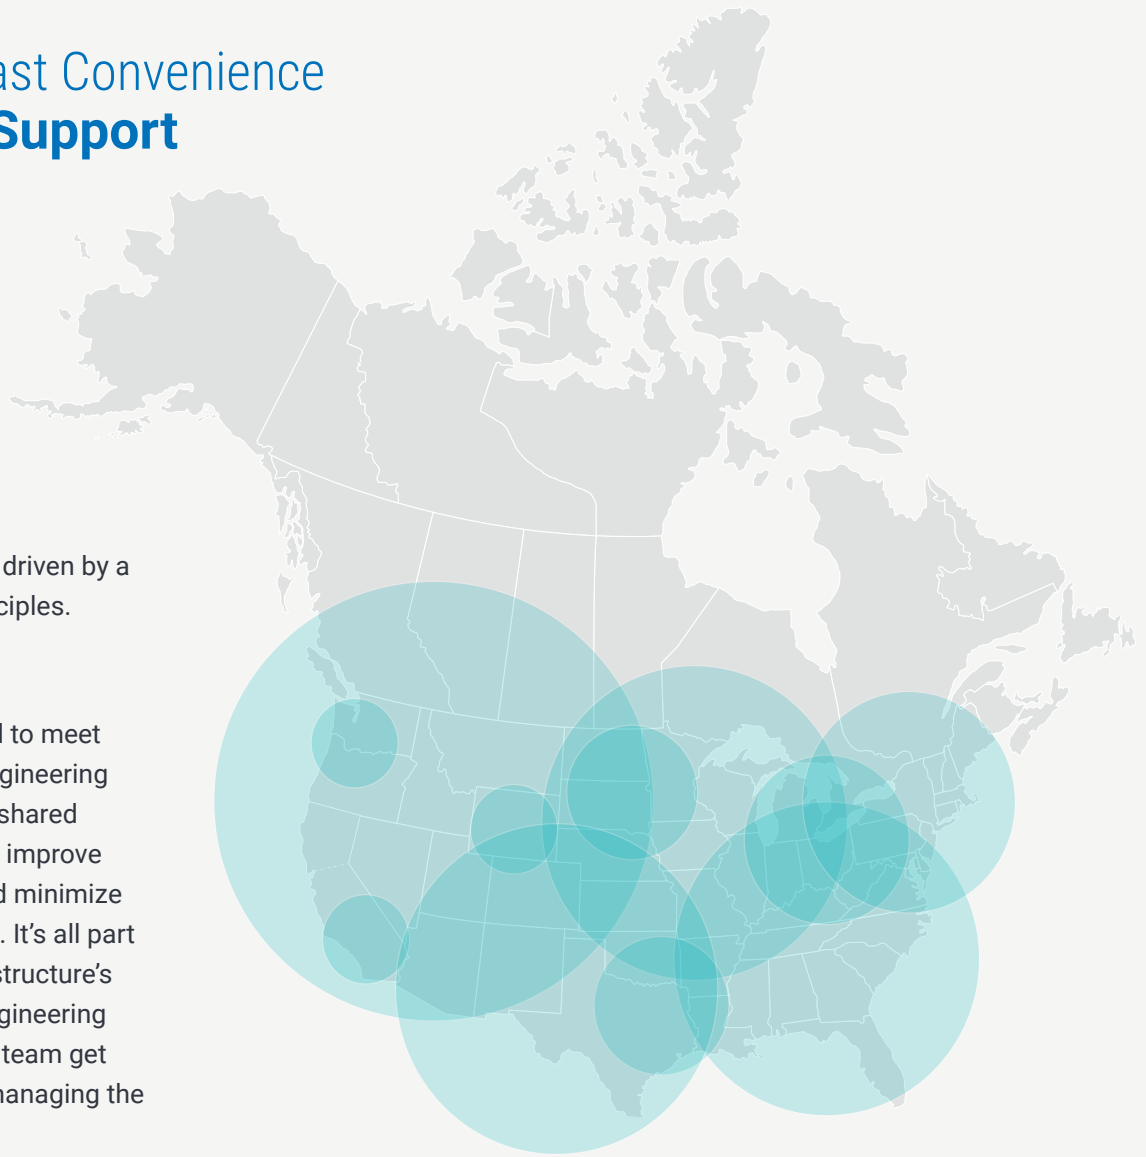 ast Convenience
Support
driven by a
ciples.
to meet
gineering
shared
improve
d minimize
. It’s all part
structure’s
gineering
team get
managing the